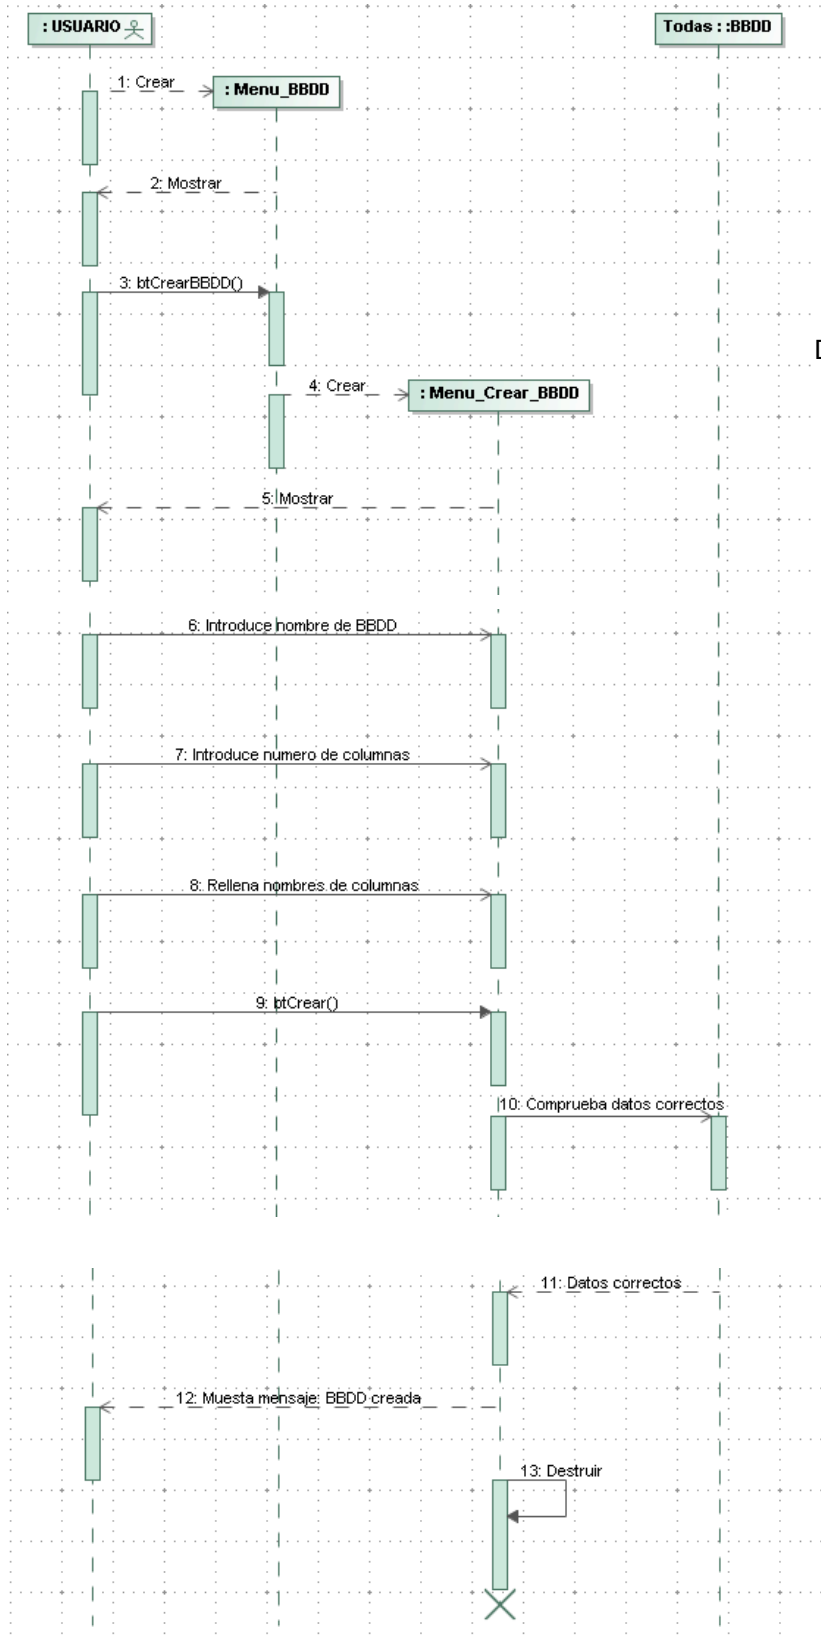 : USUARIO
Todas : :BBDD
1: Crear
: Menu_BBDD
2: Mostrar
3: btCrearBBDD()
4: Crear
: Menu_Crear_BBDD
5: Mostrar
6: Introduce nombre de BBDD
7: Introduce numero de columnas
8: Rellena nombres de columnas
9: btCrear()
10: Comprueba datos correctos
11: Datos correctos
12: Muesta mensaje: BBDD creada
13: Destruir